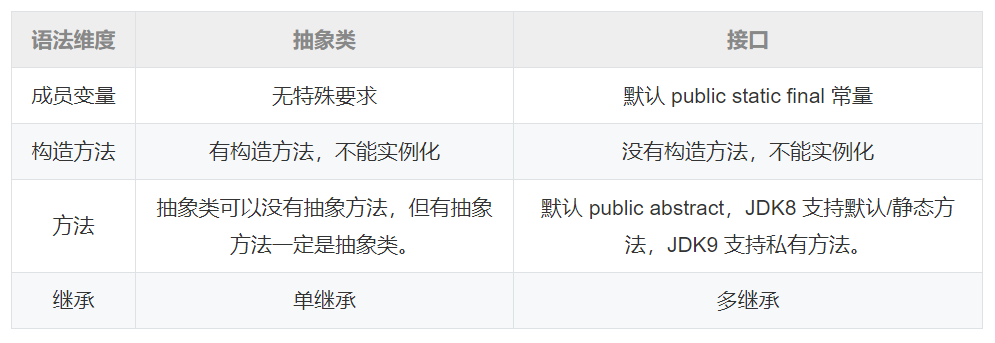 语法维度 抽象类 接口
成员变量 无特殊要求 默认 public static final 常量
构造方法 有构造方法，不能实例化 没有构造方法，不能实例化
方法 抽象类可以没有抽象方法，但有抽象
方法一定是抽象类。 默认 public abstract，JDK8 支持默认/静态方
法，JDK9 支持私有方法。
继承 单继承 多继承